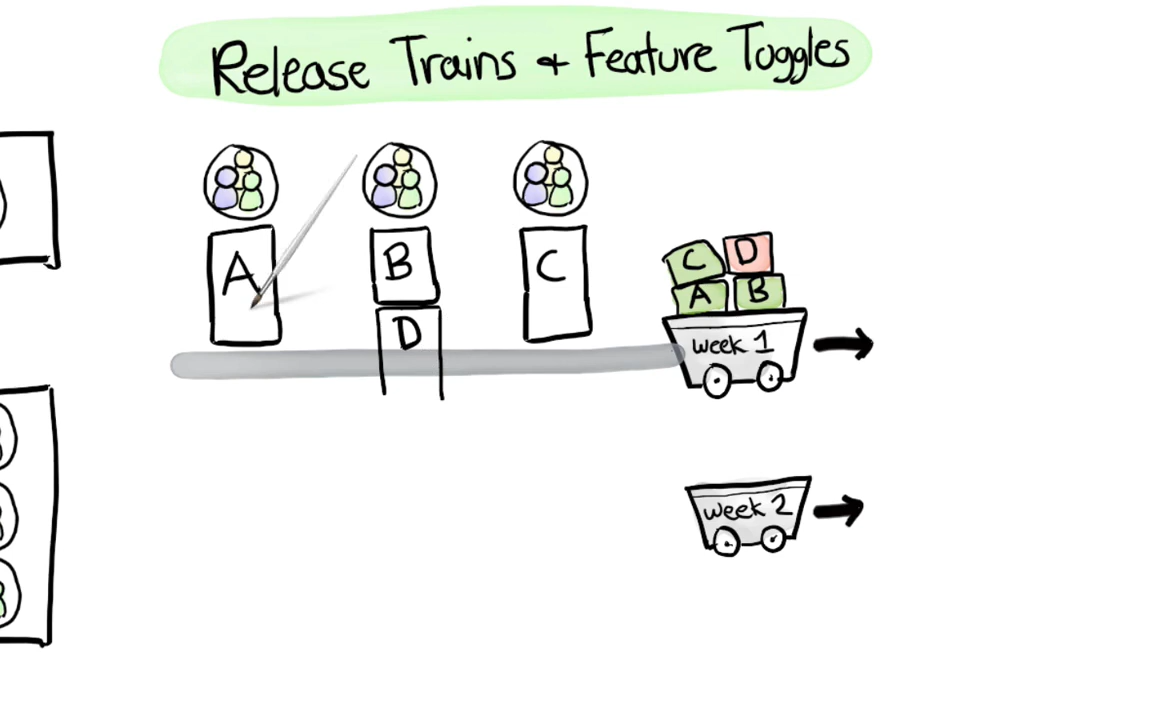 Release Trains + Feature Toggles
A B C
D
C D
A B
week 1
week 2